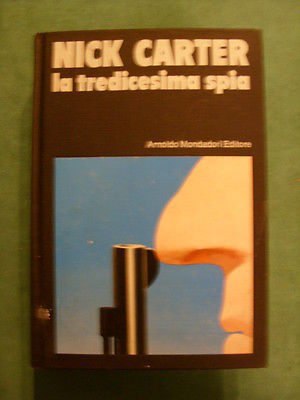 NICK CARTER
la tredicesima spia
Arnoldo Mondadori Editore